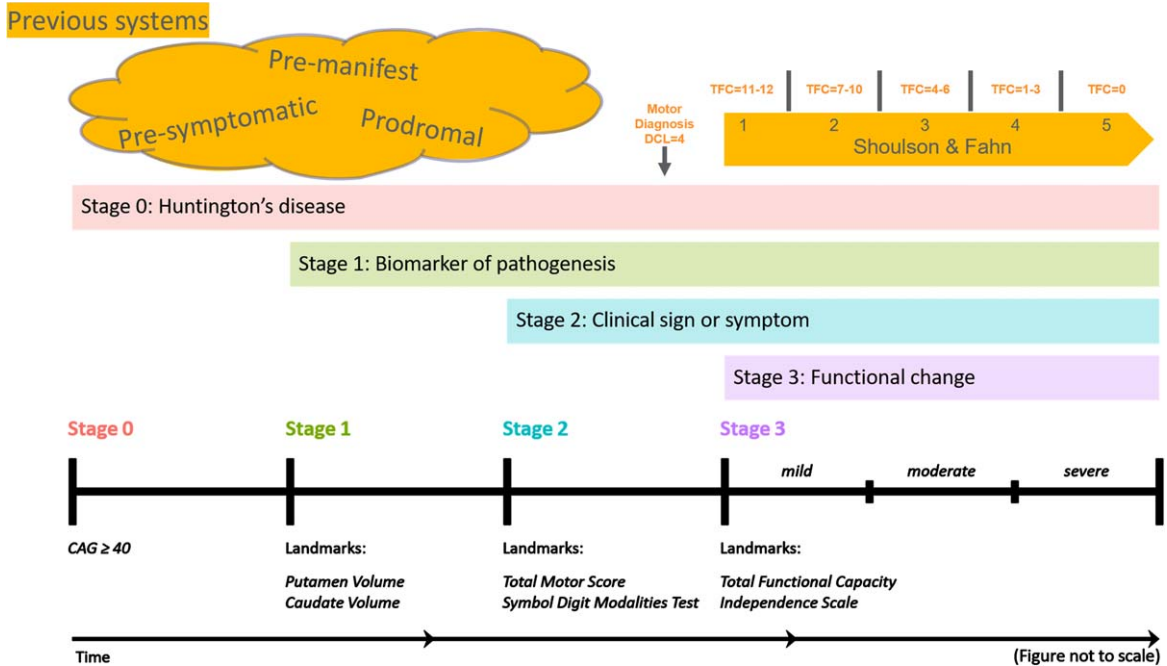 Previous systems
Pre-manifest
Pre-symptomatic
Prodromal
Motor
Diagnosis
DCL=4
TFC=11-12
TFC=7-10
TFC=4-6
TFC=1-3
TFC=0
1
2
3
4
5
Shoulson & Fahn
Stage 0: Huntington's disease
Stage 1: Biomarker of pathogenesis
Stage 2: Clinical sign or symptom
Stage 3: Functional change
Stage 0
Stage 1
Stage 2
Stage 3
mild
moderate
severe
CAG ≥ 40
Landmarks:
Putamen Volume
Caudate Volume
Landmarks:
Total Motor Score
Symbol Digit Modalities Test
Landmarks:
Total Functional Capacity
Independence Scale
Time
(Figure not to scale)